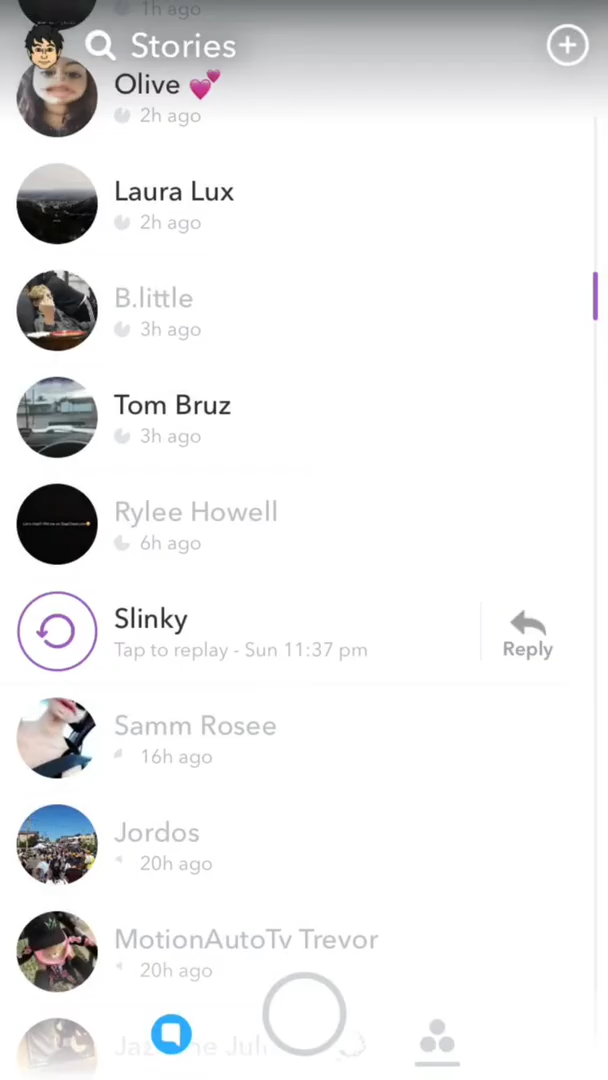 1h ago
Stories
Olive 💕
2h ago
Laura Lux
2h ago
B.little
3h ago
Tom Bruz
3h ago
Rylee Howell
6h ago
Slinky
Tap to replay - Sun 11:37 pm
Reply
Samm Rosee
16h ago
Jordos
20h ago
MotionAutoTv Trevor
20h ago